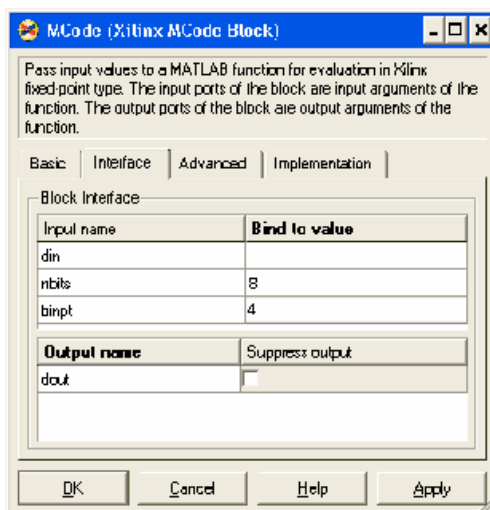 MCode (Xilinx MCode Block)
Pass input values to a MATLAB function for evaluation in Xilinx
fixed-point type. The input ports of the block are input arguments of the
function. The output ports of the block are output arguments of the
function.
Basic Interface Advanced Implementation
Block Interface
Input name Bind to value
din
nbits 8
binpt 4
Output name Suppress output
dout
OK Cancel Help Apply